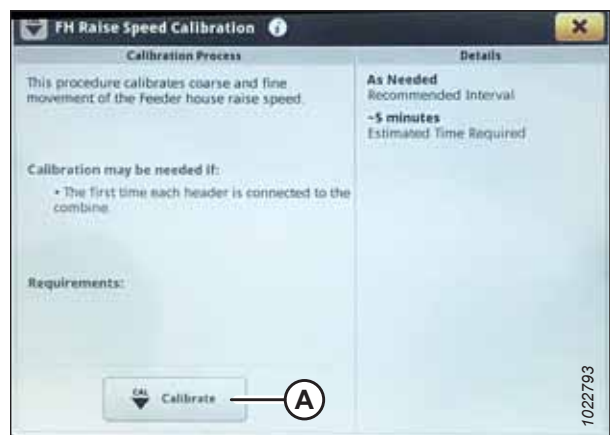 FH Raise Speed Calibration i
Calibration Process
Details
This procedure calibrates coarse and fine
movement of the Feeder house raise speed.
Calibration may be needed if:
• The first time each header is connected to the
combine.
Requirements:
As Needed
Recommended Interval
~5 minutes
Estimated Time Required
CAL
Calibrate
A
1022793